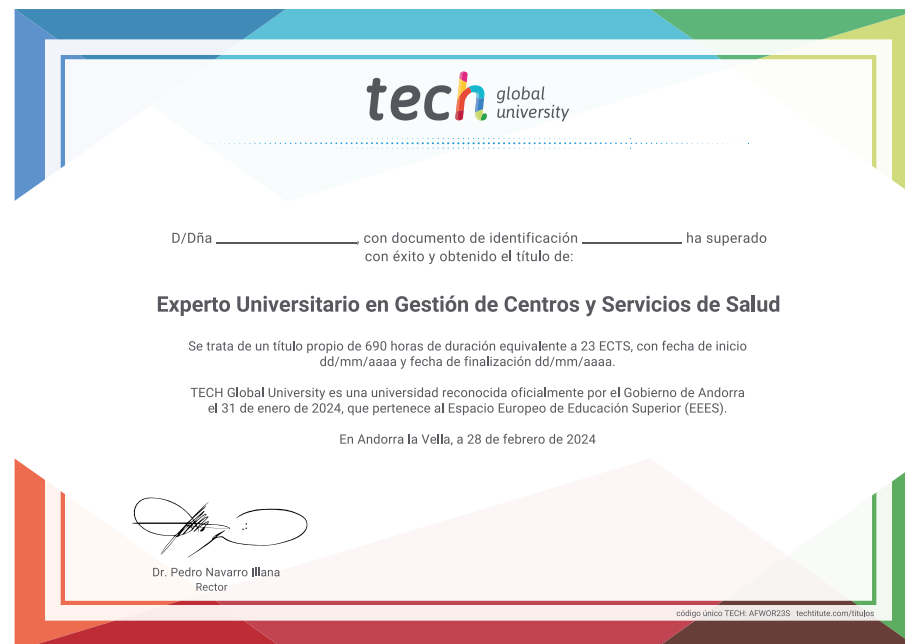 tech global
university
D/Dña ____________________, con documento de identificación ______________ ha superado
con éxito y obtenido el título de:
Experto Universitario en Gestión de Centros y Servicios de Salud
Se trata de un título propio de 690 horas de duración equivalente a 23 ECTS, con fecha de inicio
dd/mm/aaaa y fecha de finalización dd/mm/aaaa.
TECH Global University es una universidad reconocida oficialmente por el Gobierno de Andorra
el 31 de enero de 2024, que pertenece al Espacio Europeo de Educación Superior (EEES).
En Andorra la Vella, a 28 de febrero de 2024
Dr. Pedro Navarro Illana
Rector
código único TECH: AFWOR23S techtitute.com/titulos